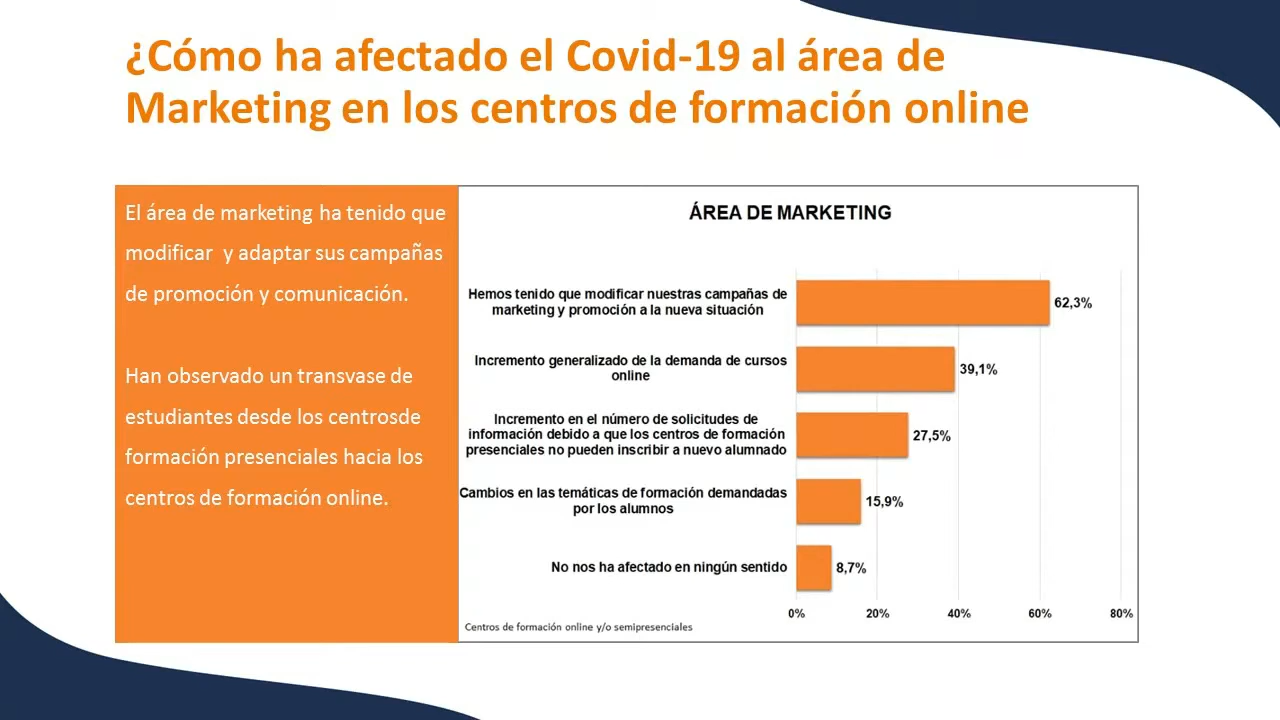 ¿Cómo ha afectado el Covid-19 al área de
Marketing en los centros de formación online
El área de marketing ha tenido que
modificar y adaptar sus campañas
de promoción y comunicación.
Han observado un transvase de
estudiantes desde los centrosde
formación presenciales hacia los
centros de formación online.
ÁREA DE MARKETING
Hemos tenido que modificar nuestras campañas de
marketing y promoción a la nueva situación
62,3%
Incremento generalizado de la demanda de cursos
online
39,1%
Incremento en el número de solicitudes de
información debido a que los centros de formación
presenciales no pueden inscribir a nuevo alumnado
27,5%
Cambios en las temáticas de formación demandadas
por los alumnos
15,9%
No nos ha afectado en ningún sentido
8,7%
0% 20% 40% 60% 80%
Centros de formación online y/o semipresenciales